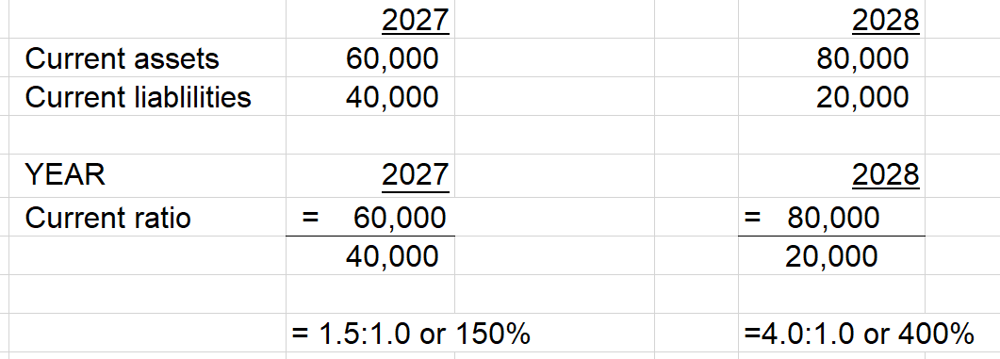 2027 2028
Current assets 60,000 80,000
Current liablilities 40,000 20,000
YEAR 2027 2028
Current ratio = 60,000 = 80,000
40,000 20,000
= 1.5:1.0 or 150% =4.0:1.0 or 400%